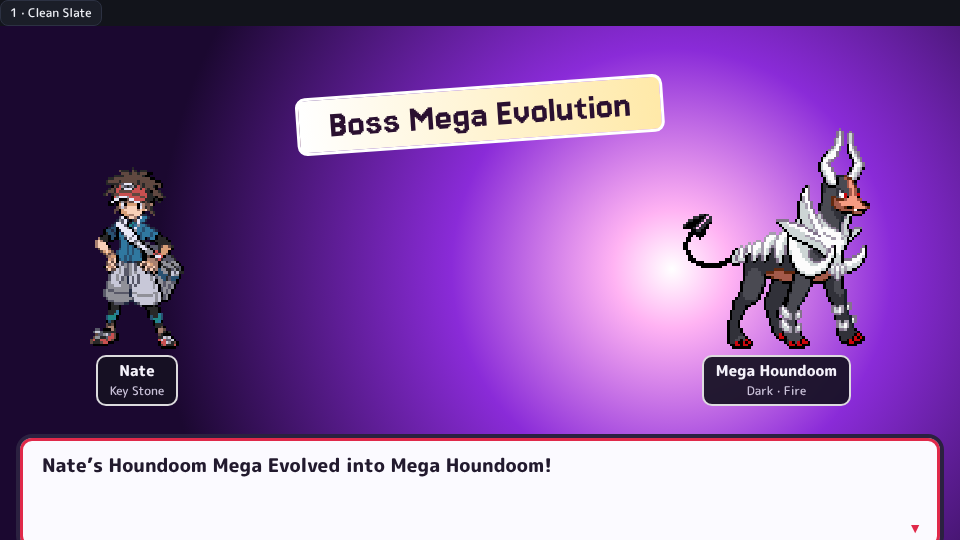 1 · Clean Slate
Boss Mega Evolution
Nate
Key Stone
Mega Houndoom
Dark · Fire
Nate’s Houndoom Mega Evolved into Mega Houndoom!